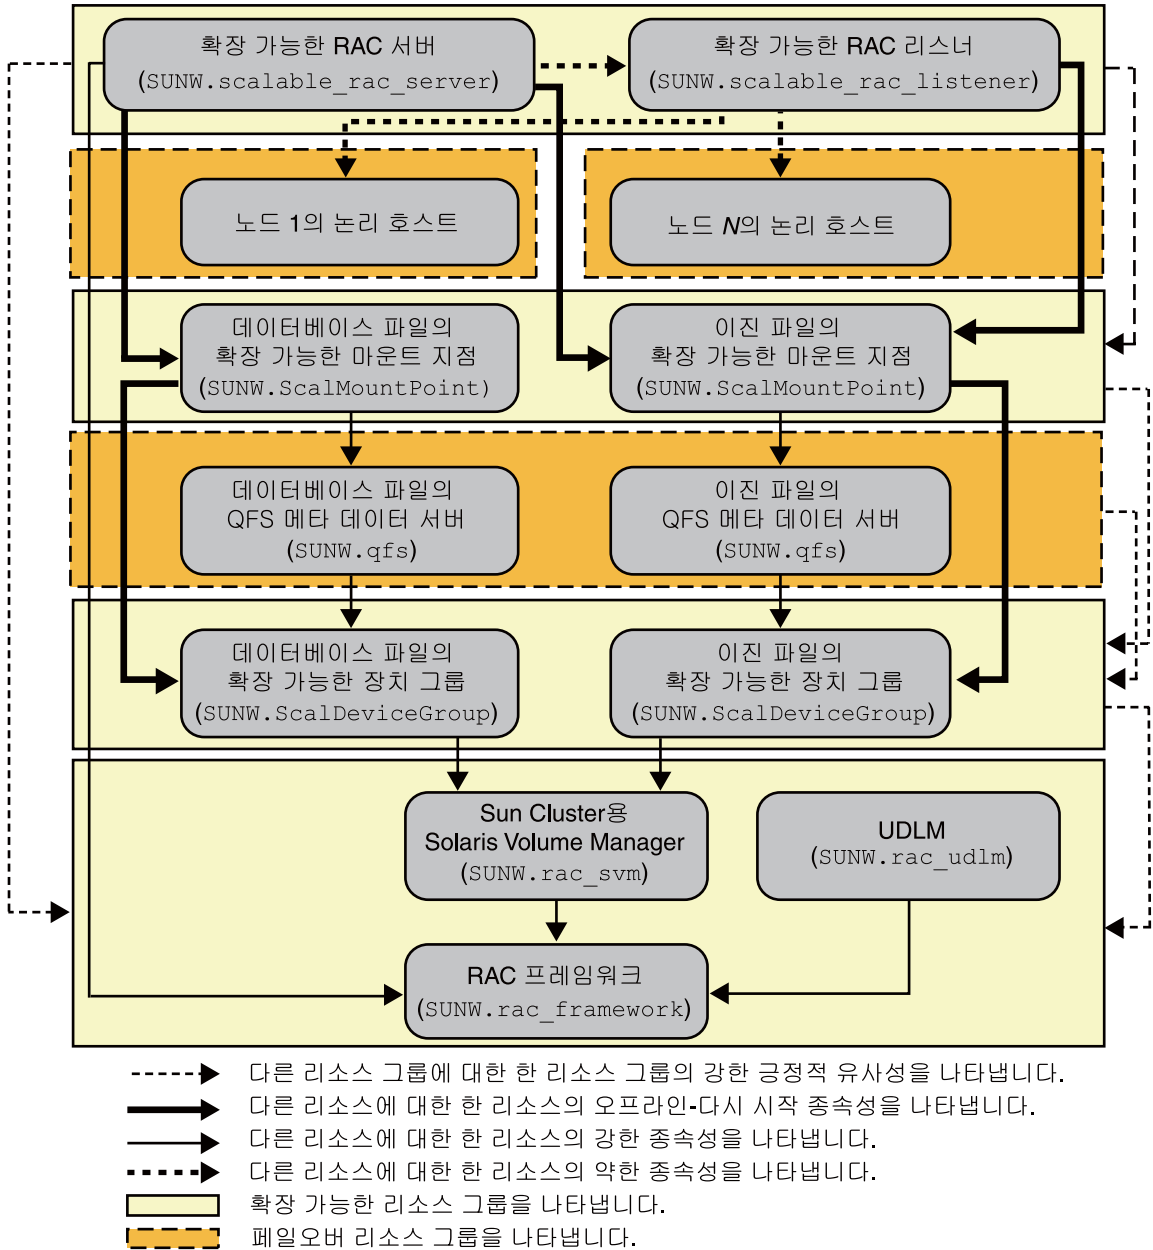 확장 가능한 RAC 서버
(SUNW.scalable_rac_server)
확장 가능한 RAC 리스너
(SUNW.scalable_rac_listener)
노드 1의 논리 호스트
노드 N의 논리 호스트
데이터베이스 파일의
확장 가능한 마운트 지점
(SUNW.ScalMountPoint)
이진 파일의
확장 가능한 마운트 지점
(SUNW.ScalMountPoint)
데이터베이스 파일의
QFS 메타 데이터 서버
(SUNW.qfs)
이진 파일의
QFS 메타 데이터 서버
(SUNW.qfs)
데이터베이스 파일의
확장 가능한 장치 그룹
(SUNW.ScalDeviceGroup)
이진 파일의
확장 가능한 장치 그룹
(SUNW.ScalDeviceGroup)
Sun Cluster용
Solaris Volume Manager
(SUNW.rac_svm)
UDLM
(SUNW.rac_udlm)
RAC 프레임워크
(SUNW.rac_framework)
다른 리소스 그룹에 대한 한 리소스 그룹의 강한 긍정적 유사성을 나타냅니다.
다른 리소스에 대한 한 리소스의 오프라인-다시 시작 종속성을 나타냅니다.
다른 리소스에 대한 한 리소스의 강한 종속성을 나타냅니다.
다른 리소스에 대한 한 리소스의 약한 종속성을 나타냅니다.
확장 가능한 리소스 그룹을 나타냅니다.
페일오버 리소스 그룹을 나타냅니다.